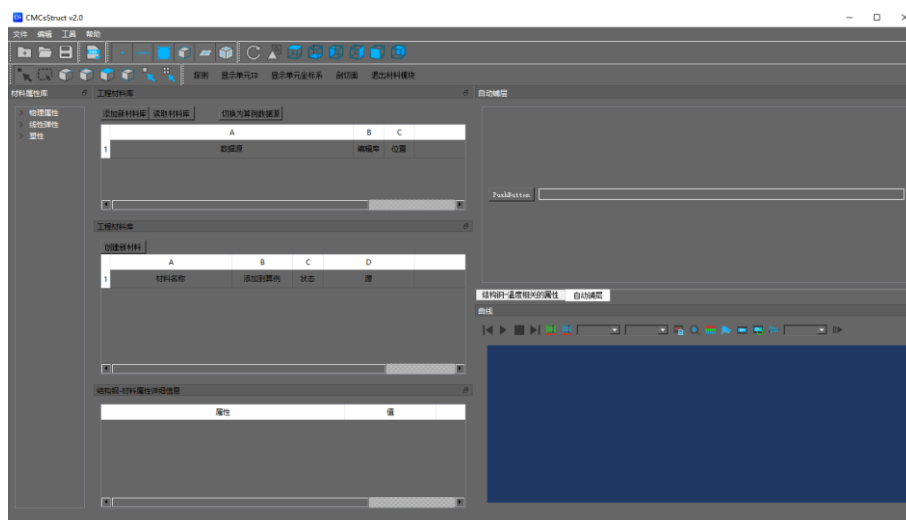 CMCsStruct v2.0
文件 编辑 工具 帮助
探测 显示单元ID 显示单元坐标系 剖切面 退出材料模块
材料属性库 工程材料库 自动铺层
物理属性
线性弹性
塑性
添加新材料库 读取材料库 切换为算例数据源
A B C
1 数据源 编辑库 位置
PushButton
工程材料库
创建新材料
A B C D
1 材料名称 添加到算例 状态 源
结构钢-温度相关的属性 自动铺层
曲线
结构钢-材料属性详细信息
属性 值